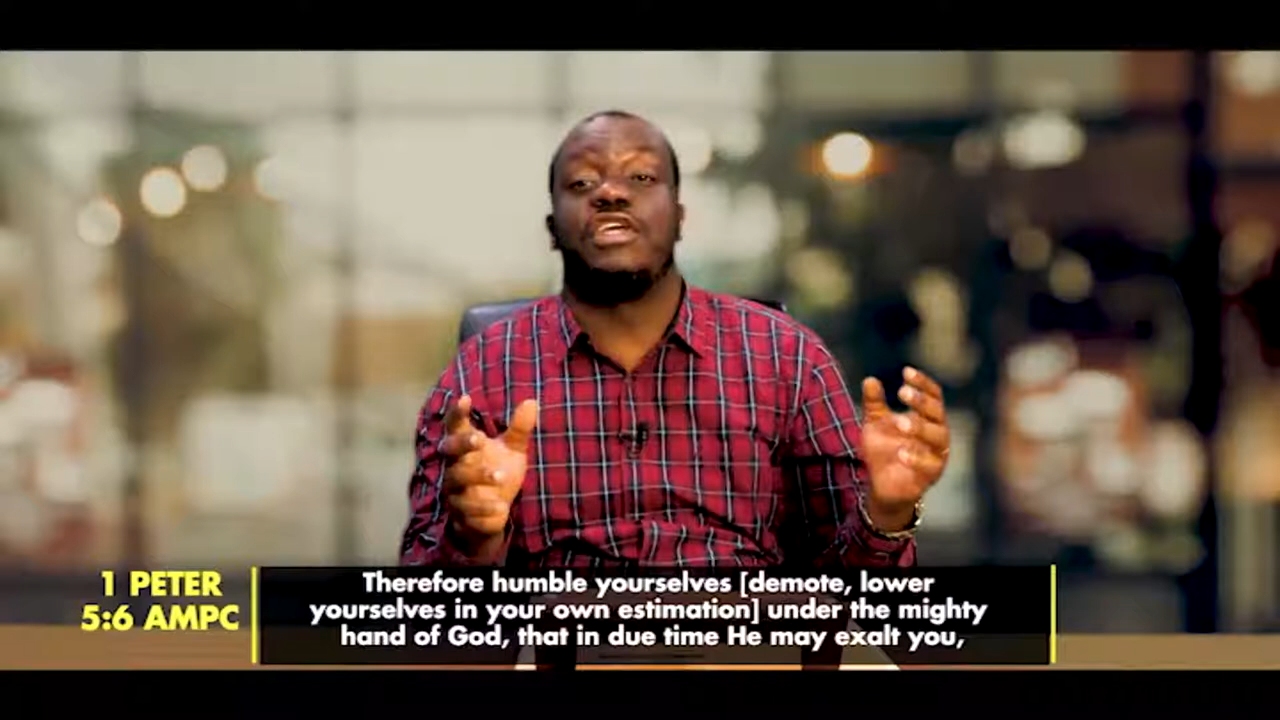 1 PETER
5:6 AMPC
Therefore humble yourselves [demote, lower
yourselves in your own estimation] under the mighty
hand of God, that in due time He may exalt you,